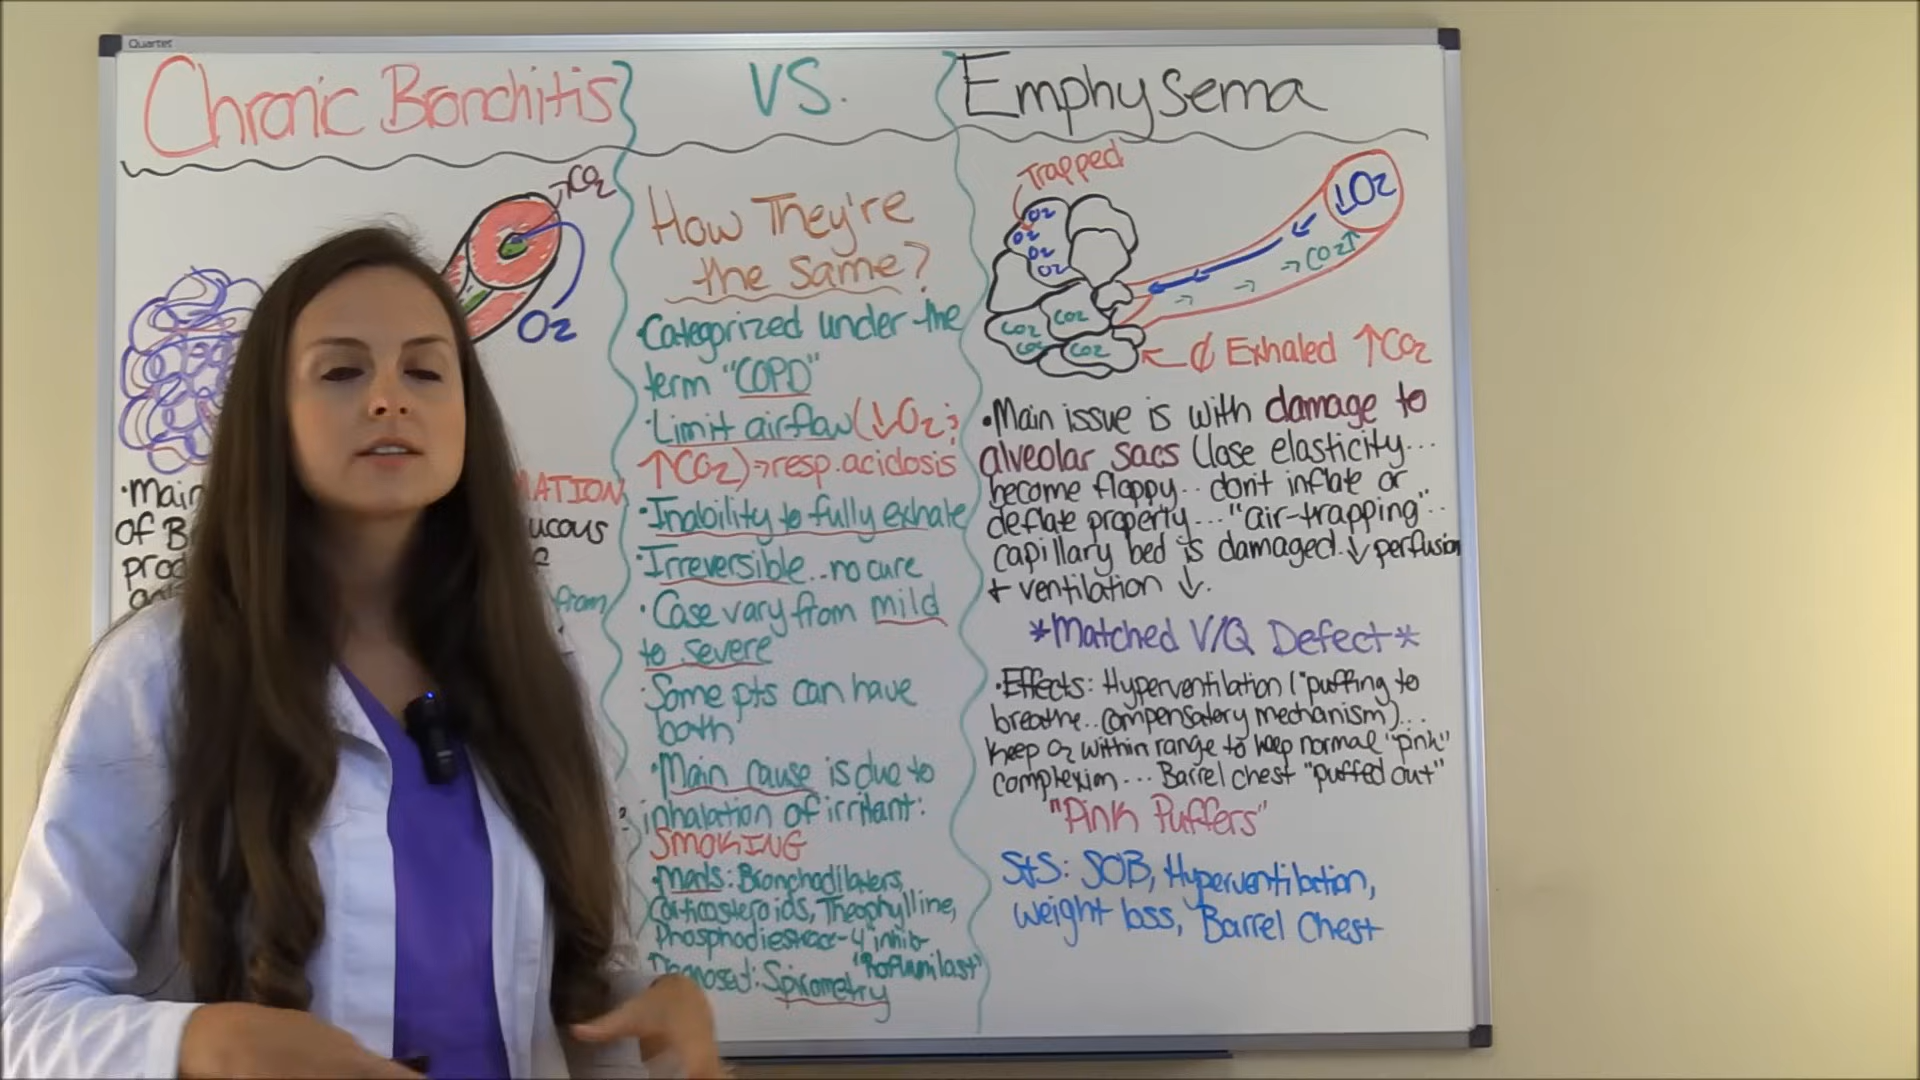 Quartet
Chronic Bronchitis
VS.
Emphysema
↑CO2
O2
·Main
MATION
of B
ucous
prod
from
How They're
the same?
·Categorized under the
term "COPD"
·Limit airflow (↓O2;
↑CO2)→resp. acidosis
·Inability to fully exhale
·Irreversible..no cure
·Case vary from mild
to severe
·Some pts can have
both
·Main cause is due to
inhalation of irritant:
SMOKING
·Meds: Bronchodilators,
Corticosteroids, Theophylline,
Phosphodiestrace-4 inhib
"Roflumilast"
Diagnosed: Spirometry
Trapped
O2
O2
O2
O2
CO2
CO2
CO2
CO2
↓O2
→ → → CO2↑
← Ø Exhaled ↑CO2
·Main issue is with damage to
alveolar sacs (lose elasticity...
become floppy.. don't inflate or
deflate property... "air-trapping"..
capillary bed is damaged.↓ perfusion
+ ventilation ↓.
*Matched V/Q Defect*
·Effects: Hyperventilation ("puffing to
breathe..compensatory mechanism)...
keep O2 within range to keep normal "pink"
complexion... Barrel chest "puffed out"
"Pink Puffers"
S+S: SOB, Hyperventilation,
weight loss, Barrel Chest